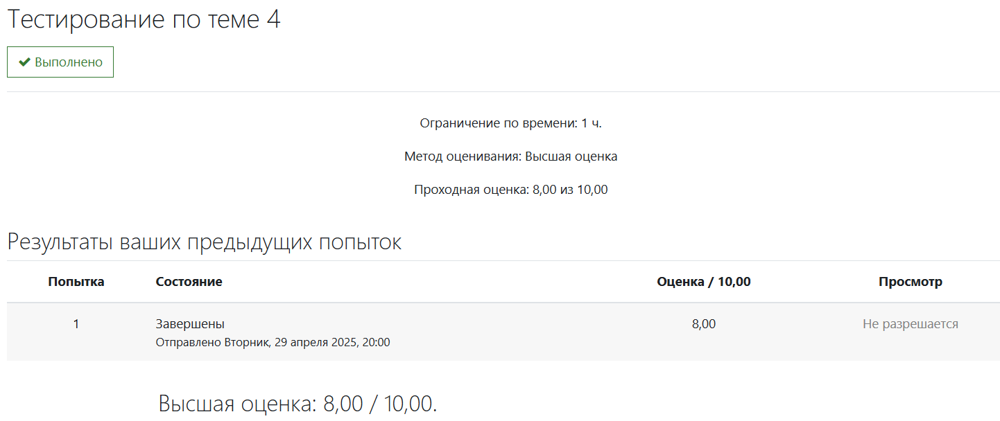 Тестирование по теме 4
Выполнено
Ограничение по времени: 1 ч.
Метод оценивания: Высшая оценка
Проходная оценка: 8,00 из 10,00
Результаты ваших предыдущих попыток
Попытка Состояние Оценка / 10,00 Просмотр
1 Завершены 8,00 Не разрешается
Отправлено Вторник, 29 апреля 2025, 20:00
Высшая оценка: 8,00 / 10,00.